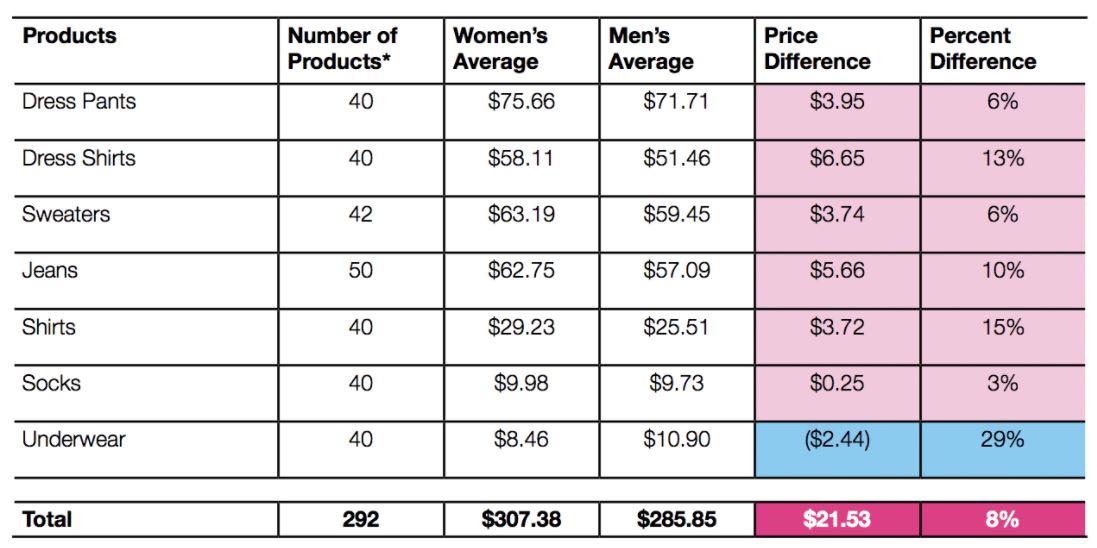 Products Number of Products* Women's Average Men's Average Price Difference Percent Difference
Dress Pants 40 $75.66 $71.71 $3.95 6%
Dress Shirts 40 $58.11 $51.46 $6.65 13%
Sweaters 42 $63.19 $59.45 $3.74 6%
Jeans 50 $62.75 $57.09 $5.66 10%
Shirts 40 $29.23 $25.51 $3.72 15%
Socks 40 $9.98 $9.73 $0.25 3%
Underwear 40 $8.46 $10.90 ($2.44) 29%
Total 292 $307.38 $285.85 $21.53 8%